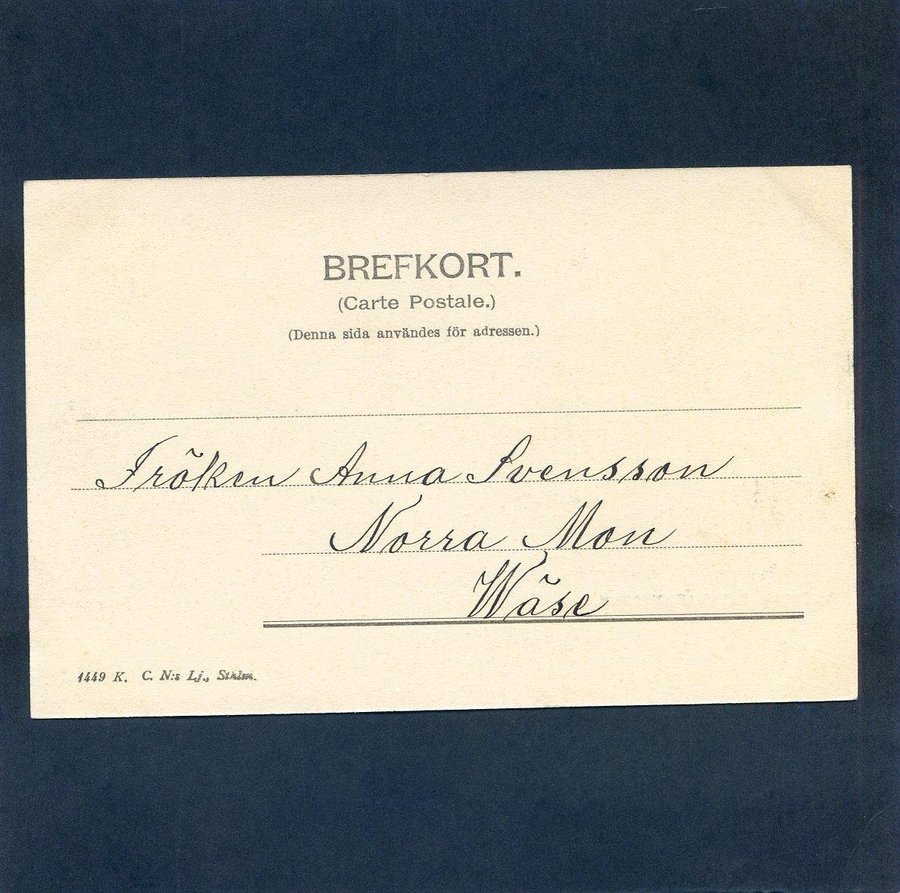 BREFKORT.
(Carte Postale.)
(Denna sida användes för adressen.)
Fröken Anna Svensson
Norra Mon
Wäse
1449 K. C. N:s Lj., Sthlm.